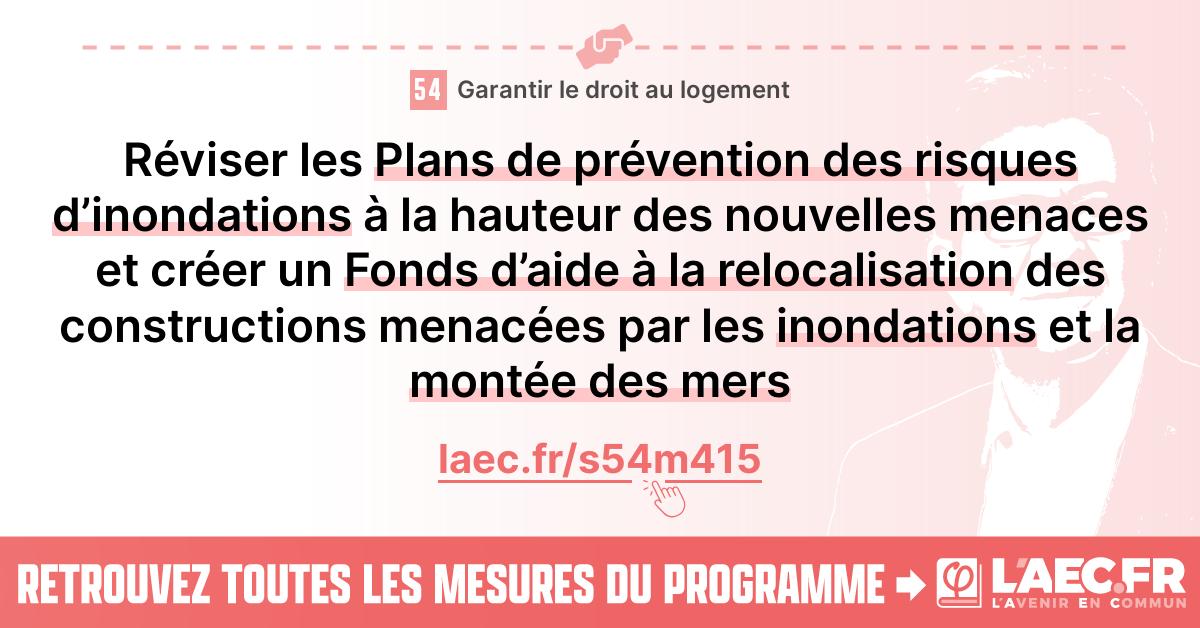 54 Garantir le droit au logement
Réviser les Plans de prévention des risques
d’inondations à la hauteur des nouvelles menaces
et créer un Fonds d’aide à la relocalisation des
constructions menacées par les inondations et la
montée des mers
laec.fr/s54m415
RETROUVEZ TOUTES LES MESURES DU PROGRAMME
L'AEC.FR
L'AVENIR EN COMMUN